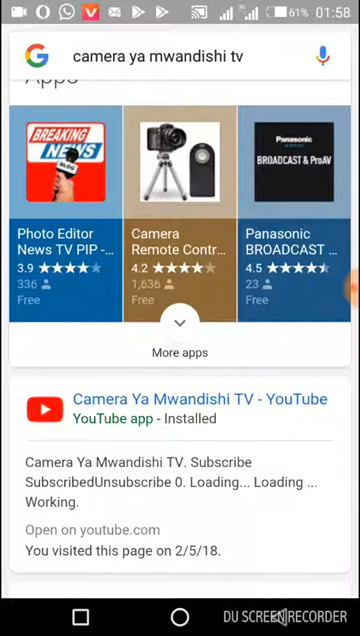 61% 01:58
camera ya mwandishi tv
Apps
BREAKING
NEWS
BLOG
Panasonic
BROADCAST & ProAV
Photo Editor
News TV PIP -...
3.9
336
Free
Camera
Remote Contr...
4.2
1,636
Free
Panasonic
BROADCAST ...
4.5
23
Free
More apps
Camera Ya Mwandishi TV - YouTube
YouTube app - Installed
Camera Ya Mwandishi TV. Subscribe
SubscribedUnsubscribe 0. Loading... Loading ...
Working.
Open on youtube.com
You visited this page on 2/5/18.
DU SCREEN RECORDER